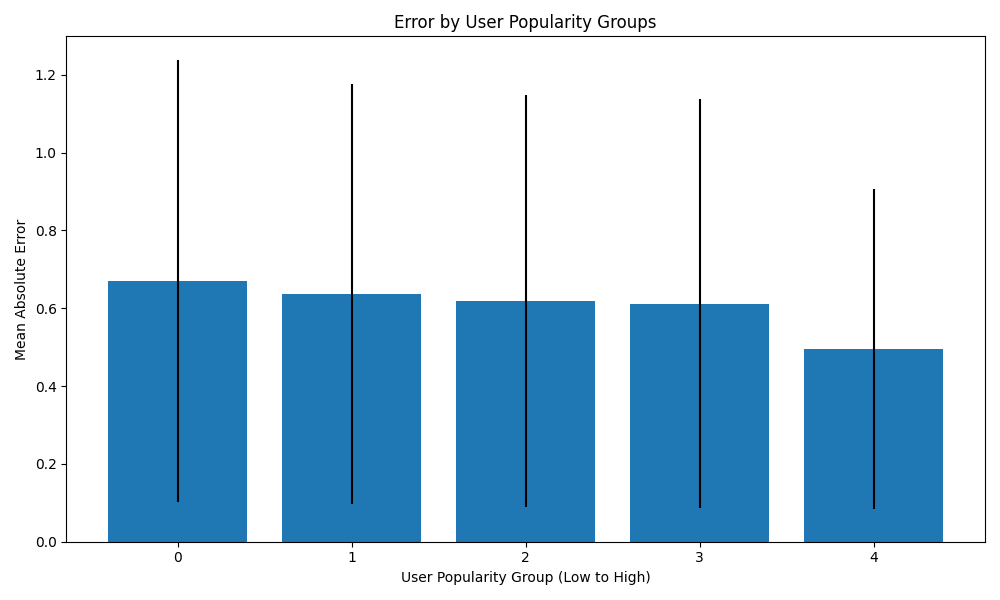 Error by User Popularity Groups
1.2
1.0
0.8
0.6
0.4
0.2
0.0
Mean Absolute Error
0 1 2 3 4
User Popularity Group (Low to High)